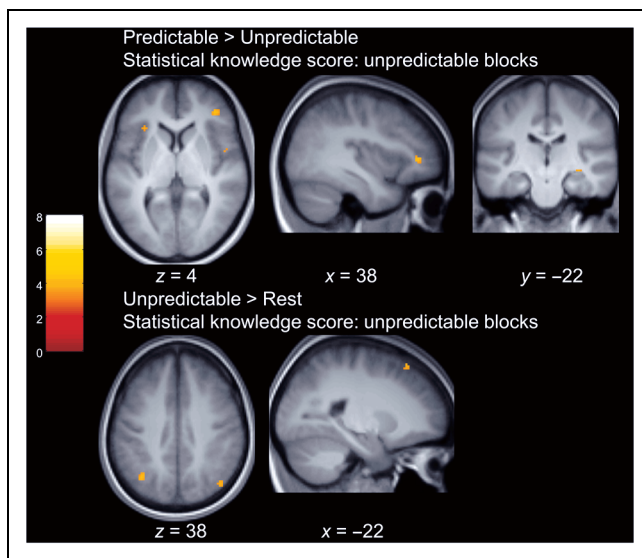 Predictable > Unpredictable
Statistical knowledge score: unpredictable blocks
z = 4
x = 38
y = −22
8
6
4
2
0
Unpredictable > Rest
Statistical knowledge score: unpredictable blocks
z = 38
x = −22